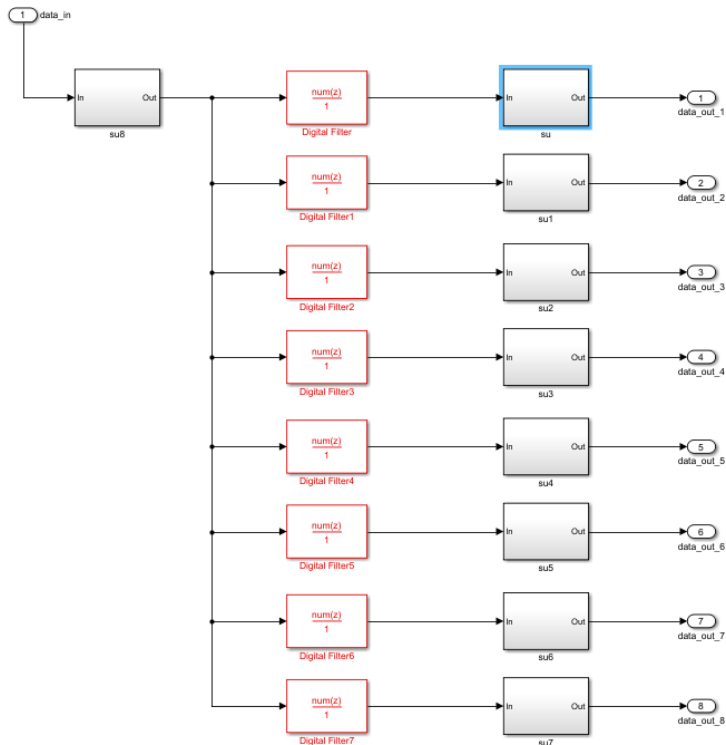 1
data_in
In
Out
su8
num(z)
1
Digital Filter
In
Out
su
1
data_out_1
num(z)
1
Digital Filter1
In
Out
su1
2
data_out_2
num(z)
1
Digital Filter2
In
Out
su2
3
data_out_3
num(z)
1
Digital Filter3
In
Out
su3
4
data_out_4
num(z)
1
Digital Filter4
In
Out
su4
5
data_out_5
num(z)
1
Digital Filter5
In
Out
su5
6
data_out_6
num(z)
1
Digital Filter6
In
Out
su6
7
data_out_7
num(z)
1
Digital Filter7
In
Out
su7
8
data_out_8